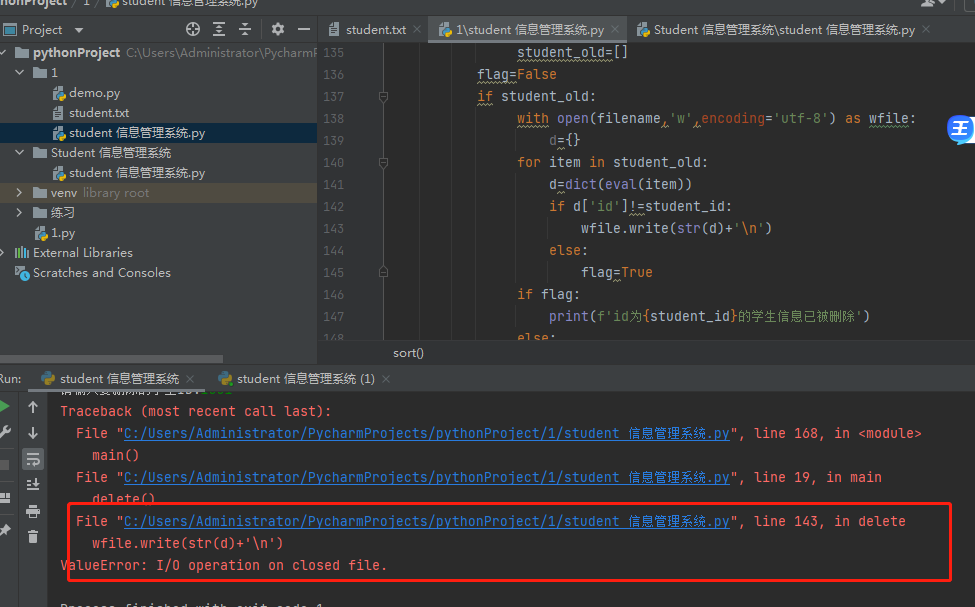 pythonProject 1 student 信息管理系统.py
Project
student.txt 1\student 信息管理系统.py Student 信息管理系统\student 信息管理系统.py
pythonProject C:\Users\Administrator\PycharmP
1
demo.py
student.txt
student 信息管理系统.py
Student 信息管理系统
student 信息管理系统.py
venv library root
练习
1.py
External Libraries
Scratches and Consoles
135 student_old=[]
136 flag=False
137 if student_old:
138 with open(filename,'w',encoding='utf-8') as wfile:
139 d={}
140 for item in student_old:
141 d=dict(eval(item))
142 if d['id']!=student_id:
143 wfile.write(str(d)+'\n')
144 else:
145 flag=True
146 if flag:
147 print(f'id为{student_id}的学生信息已被删除')
148 else:
sort()
Run: student 信息管理系统 student 信息管理系统 (1)
Traceback (most recent call last):
File "C:/Users/Administrator/PycharmProjects/pythonProject/1/student 信息管理系统.py", line 168, in <module>
main()
File "C:/Users/Administrator/PycharmProjects/pythonProject/1/student 信息管理系统.py", line 19, in main
delete()
File "C:/Users/Administrator/PycharmProjects/pythonProject/1/student 信息管理系统.py", line 143, in delete
wfile.write(str(d)+'\n')
ValueError: I/O operation on closed file.
Process finished with exit code 1